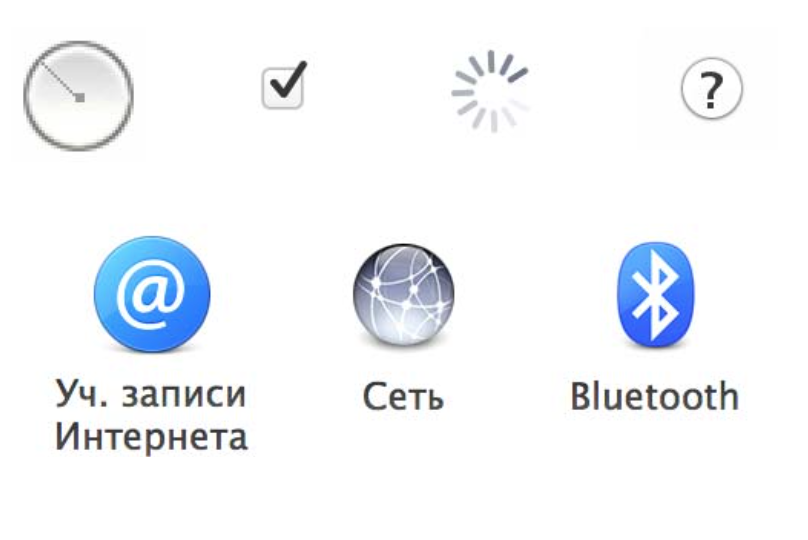 ?
@
Уч. записи
Интернета
Сеть
Bluetooth